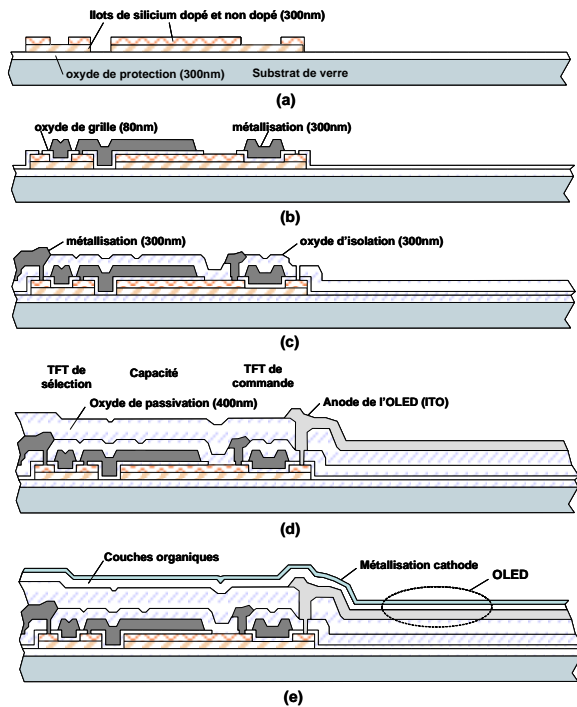 Ilots de silicium dopé et non dopé (300nm)
oxyde de protection (300nm) Substrat de verre
(a)
oxyde de grille (80nm) métallisation (300nm)
(b)
métallisation (300nm) oxyde d'isolation (300nm)
(c)
TFT de sélection Capacité TFT de commande
Oxyde de passivation (400nm) Anode de l'OLED (ITO)
(d)
Couches organiques Métallisation cathode OLED
(e)